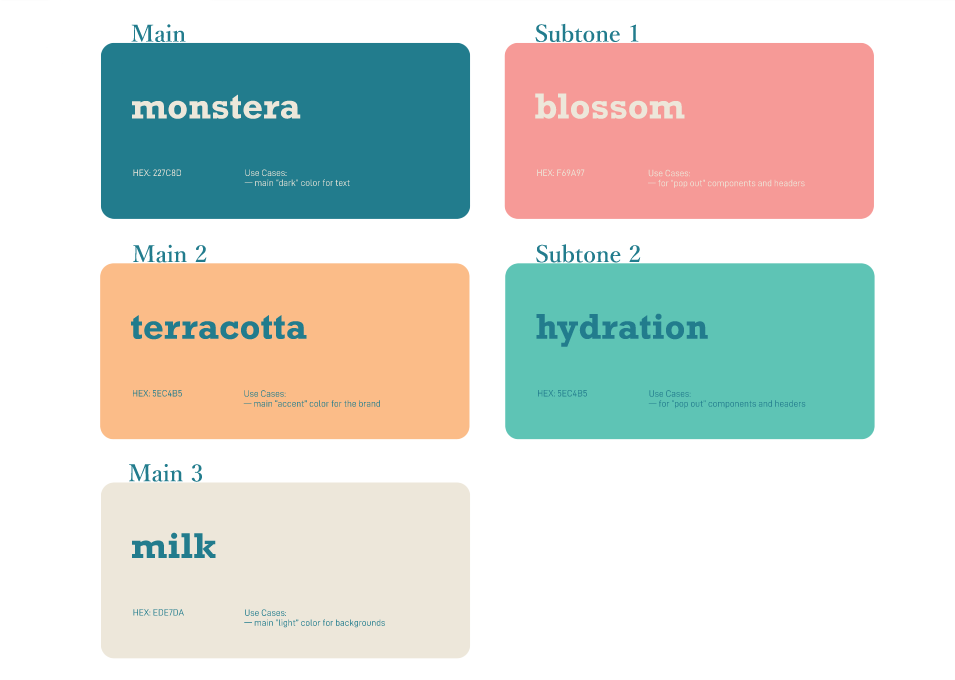 Main
monstera
HEX: 227C8D
Use Cases:
— main "dark" color for text
Subtone 1
blossom
HEX: F69A97
Use Cases:
— for "pop out" components and headers
Main 2
terracotta
HEX: 5EC4B5
Use Cases:
— main "accent" color for the brand
Subtone 2
hydration
HEX: 5EC4B5
Use Cases:
— for "pop out" components and headers
Main 3
milk
HEX: EDE7DA
Use Cases:
— main "light" color for backgrounds